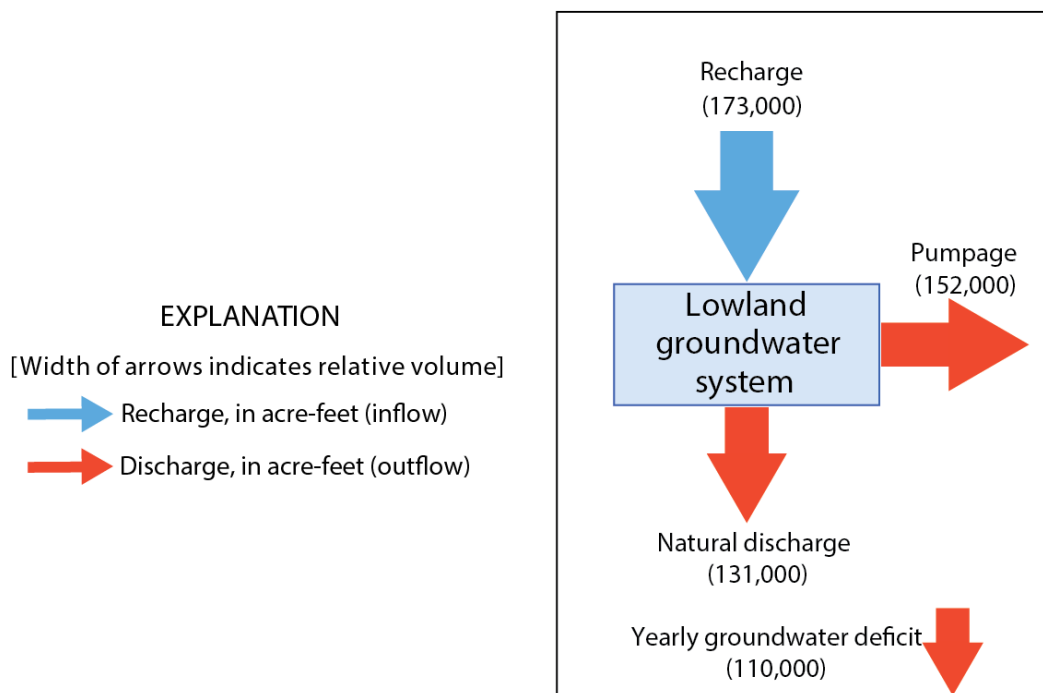 EXPLANATION
[Width of arrows indicates relative volume]
Recharge, in acre-feet (inflow)
Discharge, in acre-feet (outflow)
Recharge
(173,000)
Pumpage
(152,000)
Lowland
groundwater
system
Natural discharge
(131,000)
Yearly groundwater deficit
(110,000)